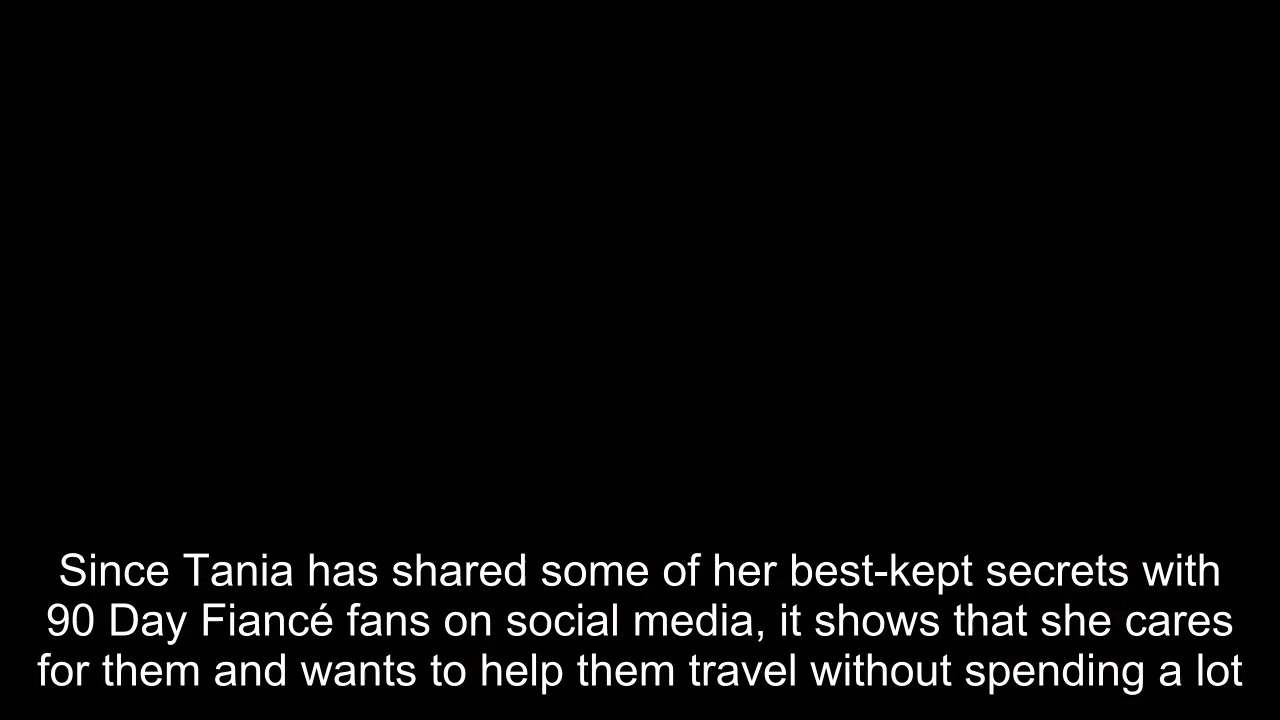 Since Tania has shared some of her best-kept secrets with
90 Day Fiancé fans on social media, it shows that she cares
for them and wants to help them travel without spending a lot